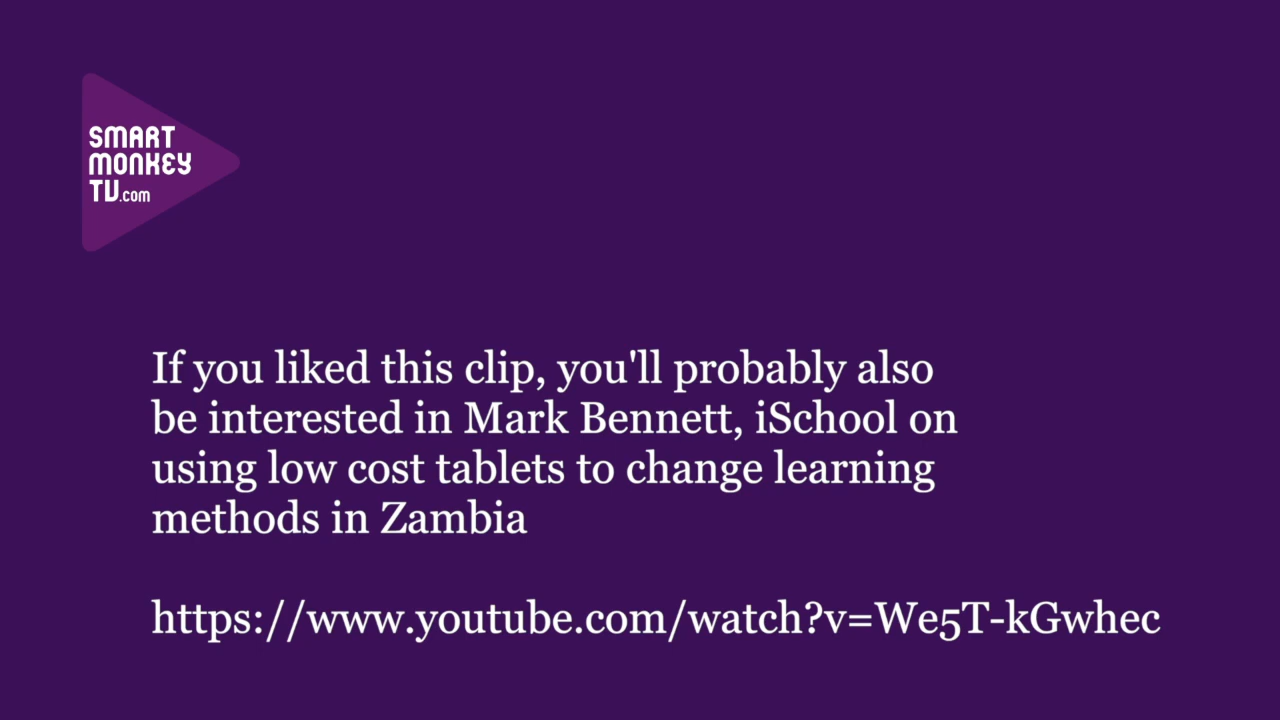 SMART
MONKEY
TV.com
If you liked this clip, you'll probably also
be interested in Mark Bennett, iSchool on
using low cost tablets to change learning
methods in Zambia
https://www.youtube.com/watch?v=We5T-kGwhec